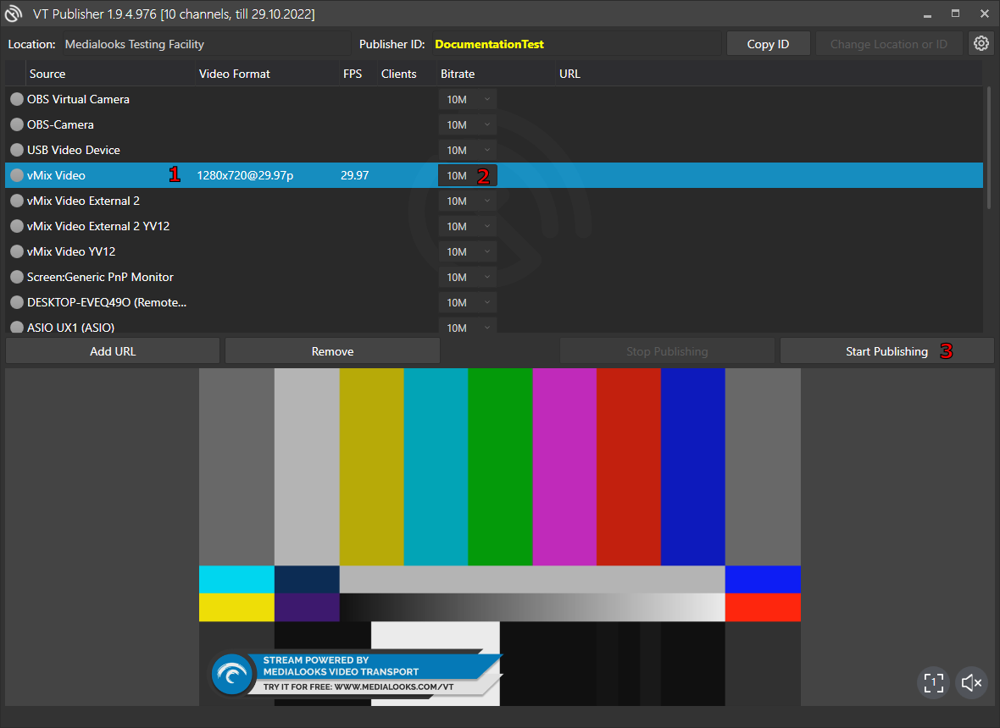 VT Publisher 1.9.4.976 [10 channels, till 29.10.2022]
Location: Medialooks Testing Facility Publisher ID: DocumentationTest Copy ID Change Location or ID
Source Video Format FPS Clients Bitrate URL
OBS Virtual Camera 10M
OBS-Camera 10M
USB Video Device 10M
vMix Video 1 1280x720@29.97p 29.97 10M 2
vMix Video External 2 10M
vMix Video External 2 YV12 10M
vMix Video YV12 10M
Screen:Generic PnP Monitor 10M
DESKTOP-EVEQ49O (Remote... 10M
ASIO UX1 (ASIO) 10M
Add URL Remove Stop Publishing Start Publishing 3
STREAM POWERED BY
MEDIALOOKS VIDEO TRANSPORT
TRY IT FOR FREE: WWW.MEDIALOOKS.COM/VT
1